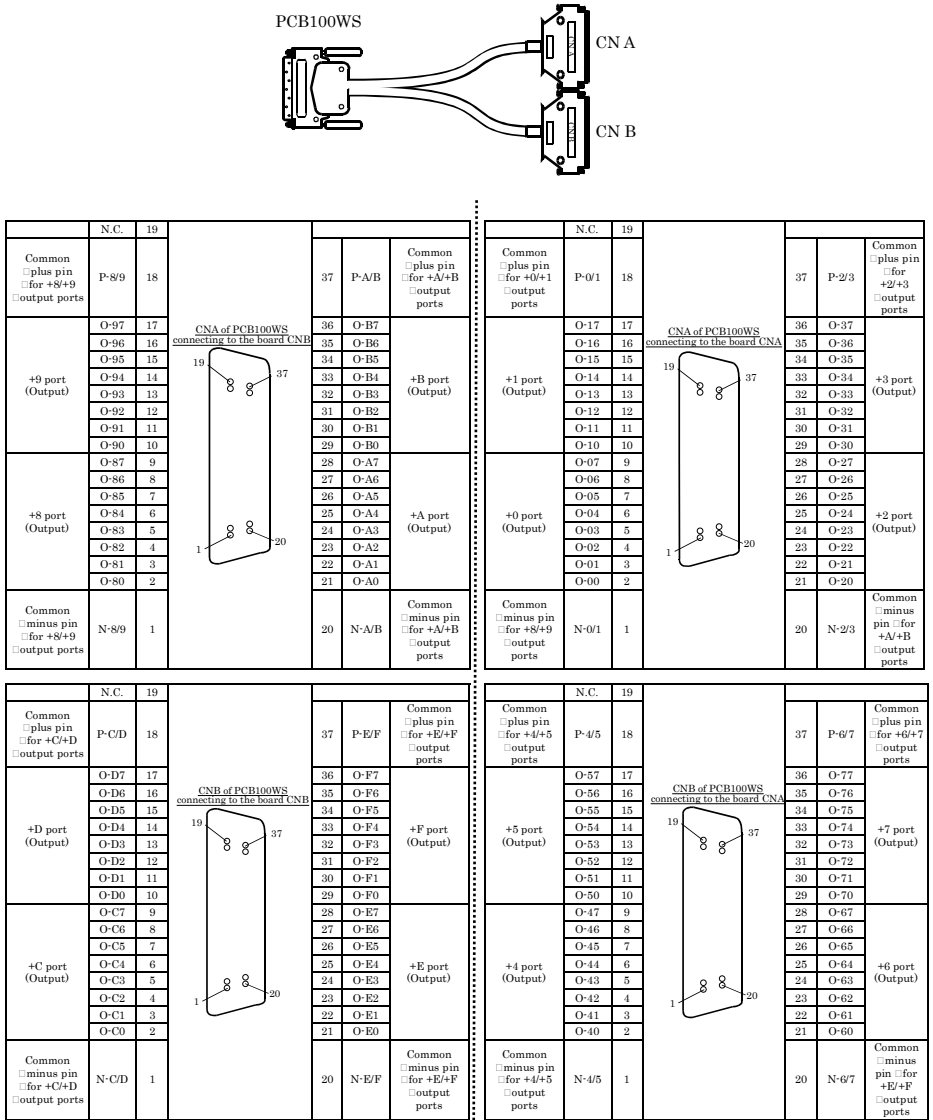 PCB100WS
CN A
CN A
CN B
CN B
N.C. 19
Common
□plus pin
□for +8/+9
□output ports
P-8/9 18
37 P-A/B
Common
□plus pin
□for +A/+B
□output
ports
CNA of PCB100WS
connecting to the board CNB
19
37
1
20
+9 port
(Output)
O-97 17
O-96 16
O-95 15
O-94 14
O-93 13
O-92 12
O-91 11
O-90 10
36 O-B7
35 O-B6
34 O-B5
33 O-B4
32 O-B3
31 O-B2
30 O-B1
29 O-B0
+B port
(Output)
+8 port
(Output)
O-87 9
O-86 8
O-85 7
O-84 6
O-83 5
O-82 4
O-81 3
O-80 2
28 O-A7
27 O-A6
26 O-A5
25 O-A4
24 O-A3
23 O-A2
22 O-A1
21 O-A0
+A port
(Output)
Common
□minus pin
□for +8/+9
□output ports
N-8/9 1
20 N-A/B
Common
□minus pin
□for +A/+B
□output
ports
N.C. 19
Common
□plus pin
□for +0/+1
□output
ports
P-0/1 18
37 P-2/3
Common
□plus pin
□for
+2/+3
□output
ports
CNA of PCB100WS
connecting to the board CNA
19
37
1
20
+1 port
(Output)
O-17 17
O-16 16
O-15 15
O-14 14
O-13 13
O-12 12
O-11 11
O-10 10
36 O-37
35 O-36
34 O-35
33 O-34
32 O-33
31 O-32
30 O-31
29 O-30
+3 port
(Output)
+0 port
(Output)
O-07 9
O-06 8
O-05 7
O-04 6
O-03 5
O-02 4
O-01 3
O-00 2
28 O-27
27 O-26
26 O-25
25 O-24
24 O-23
23 O-22
22 O-21
21 O-20
+2 port
(Output)
Common
□minus pin
□for +8/+9
□output
ports
N-0/1 1
20 N-2/3
Common
□minus
pin □for
+A/+B
□output
ports
N.C. 19
Common
□plus pin
□for +C/+D
□output ports
P-C/D 18
37 P-E/F
Common
□plus pin
□for +E/+F
□output
ports
CNB of PCB100WS
connecting to the board CNB
19
37
1
20
+D port
(Output)
O-D7 17
O-D6 16
O-D5 15
O-D4 14
O-D3 13
O-D2 12
O-D1 11
O-D0 10
36 O-F7
35 O-F6
34 O-F5
33 O-F4
32 O-F3
31 O-F2
30 O-F1
29 O-F0
+F port
(Output)
+C port
(Output)
O-C7 9
O-C6 8
O-C5 7
O-C4 6
O-C3 5
O-C2 4
O-C1 3
O-C0 2
28 O-E7
27 O-E6
26 O-E5
25 O-E4
24 O-E3
23 O-E2
22 O-E1
21 O-E0
+E port
(Output)
Common
□minus pin
□for +C/+D
□output ports
N-C/D 1
20 N-E/F
Common
□minus pin
□for +E/+F
□output
ports
N.C. 19
Common
□plus pin
□for +4/+5
□output
ports
P-4/5 18
37 P-6/7
Common
□plus pin
□for +6/+7
□output
ports
CNB of PCB100WS
connecting to the board CNA
19
37
1
20
+5 port
(Output)
O-57 17
O-56 16
O-55 15
O-54 14
O-53 13
O-52 12
O-51 11
O-50 10
36 O-77
35 O-76
34 O-75
33 O-74
32 O-73
31 O-72
30 O-71
29 O-70
+7 port
(Output)
+4 port
(Output)
O-47 9
O-46 8
O-45 7
O-44 6
O-43 5
O-42 4
O-41 3
O-40 2
28 O-67
27 O-66
26 O-65
25 O-64
24 O-63
23 O-62
22 O-61
21 O-60
+6 port
(Output)
Common
□minus pin
□for +4/+5
□output
ports
N-4/5 1
20 N-6/7
Common
□minus
pin □for
+E/+F
□output
ports